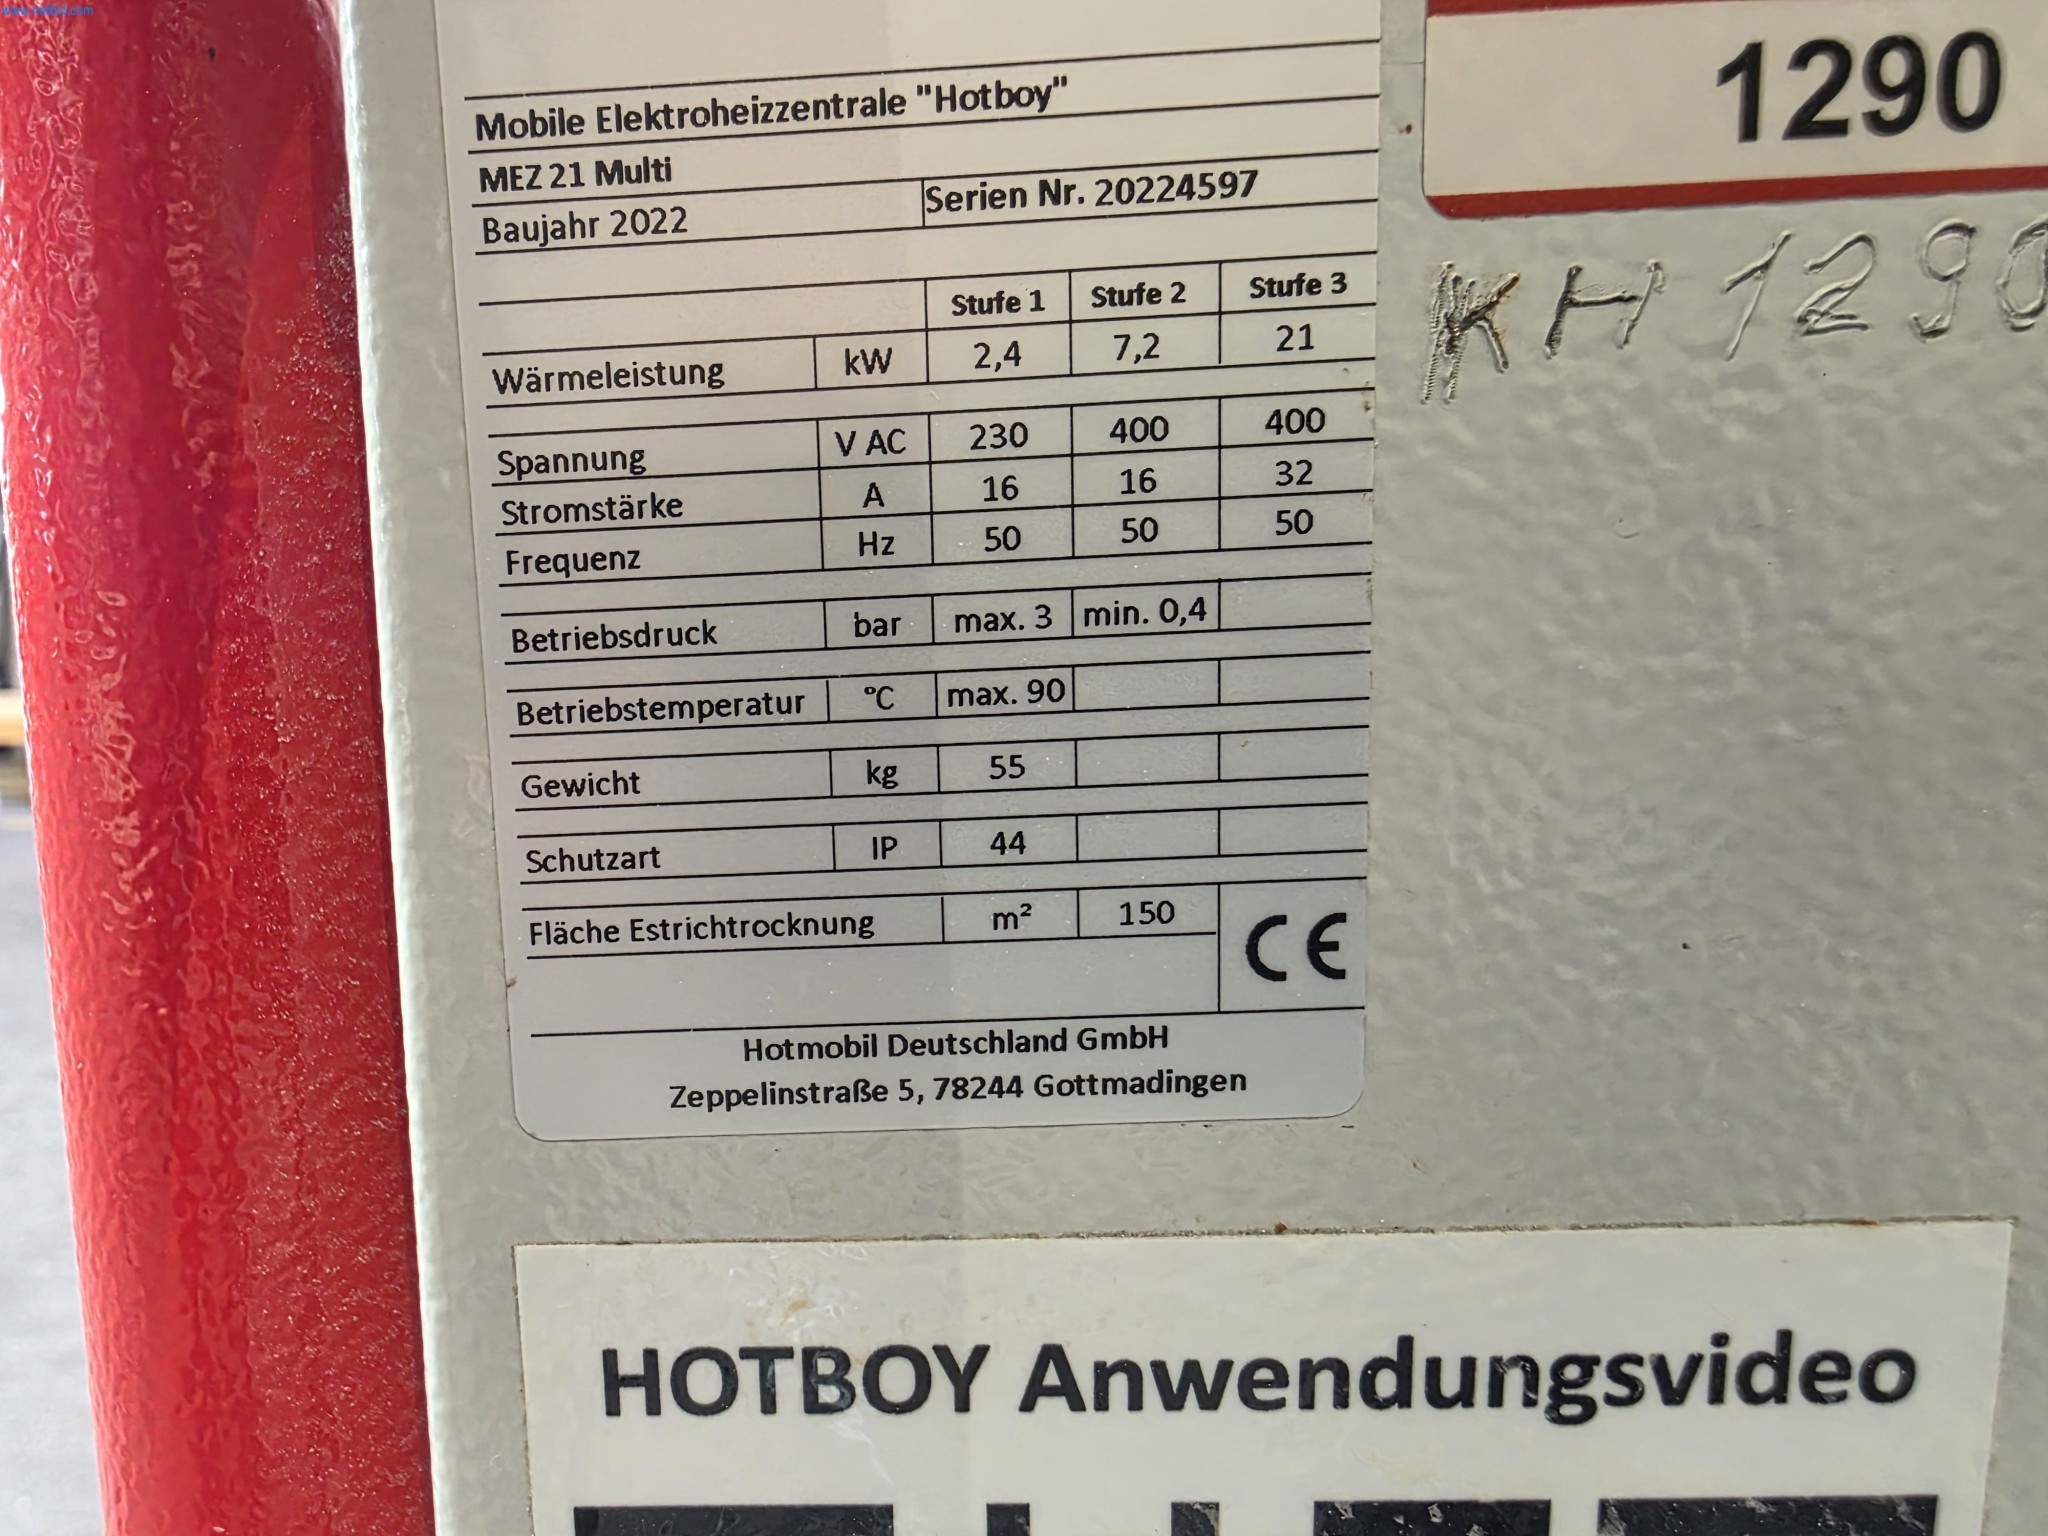 Mobile Elektroheizzentrale "Hotboy"
MEZ 21 Multi
Baujahr 2022 Serien Nr. 20224597
Stufe 1 Stufe 2 Stufe 3
Wärmeleistung kW 2,4 7,2 21
Spannung V AC 230 400 400
Stromstärke A 16 16 32
Frequenz Hz 50 50 50
Betriebsdruck bar max. 3 min. 0,4
Betriebstemperatur °C max. 90
Gewicht kg 55
Schutzart IP 44
Fläche Estrichtrocknung m² 150
CE
Hotmobil Deutschland GmbH
Zeppelinstraße 5, 78244 Gottmadingen
1290
KH 1290
HOTBOY Anwendungsvideo